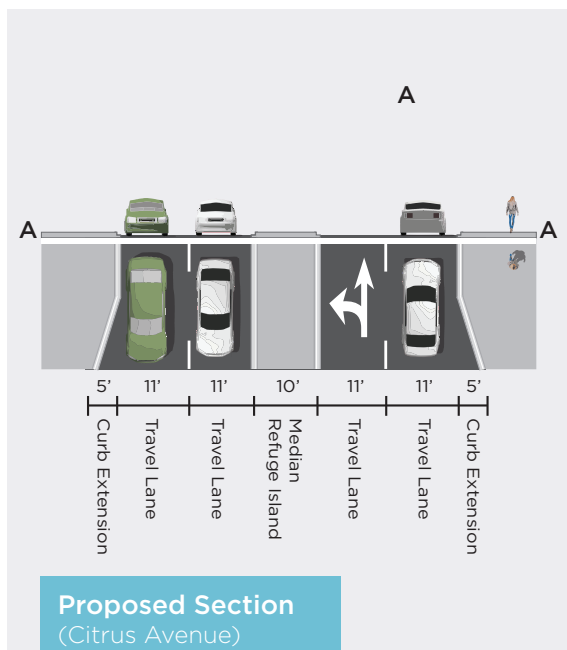 A
A
A
5’ 11’ 11’ 10’ 11’ 11’ 5’
Curb Extension
Travel Lane
Travel Lane
Median
Refuge Island
Travel Lane
Travel Lane
Curb Extension
Proposed Section
(Citrus Avenue)